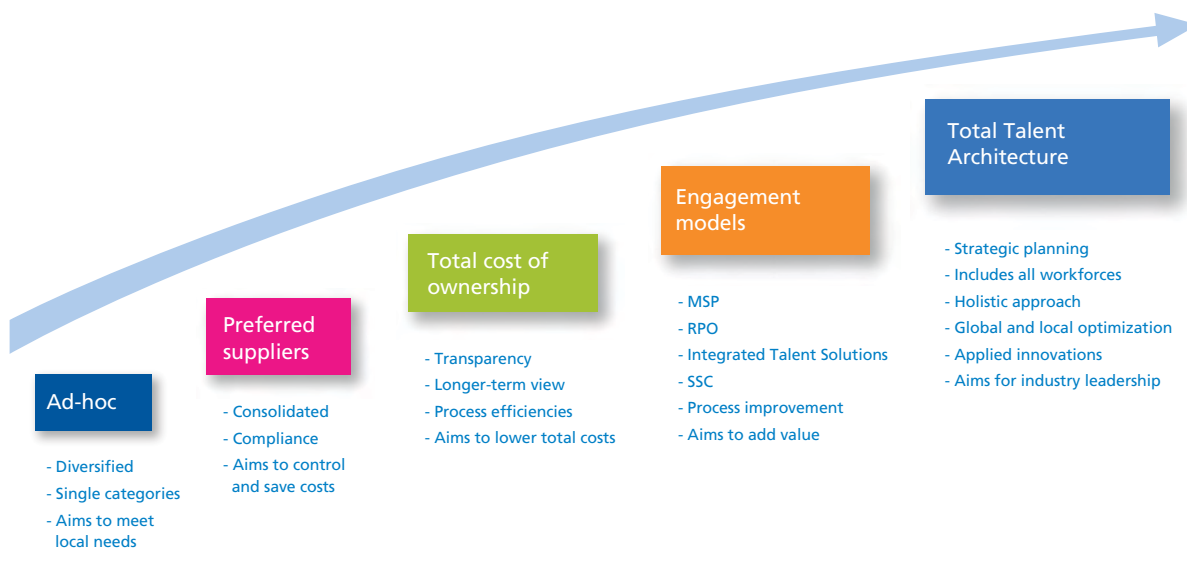 Ad-hoc
- Diversified
- Single categories
- Aims to meet
local needs
Preferred
suppliers
- Consolidated
- Compliance
- Aims to control
and save costs
Total cost of
ownership
- Transparency
- Longer-term view
- Process efficiencies
- Aims to lower total costs
Engagement
models
- MSP
- RPO
- Integrated Talent Solutions
- SSC
- Process improvement
- Aims to add value
Total Talent
Architecture
- Strategic planning
- Includes all workforces
- Holistic approach
- Global and local optimization
- Applied innovations
- Aims for industry leadership